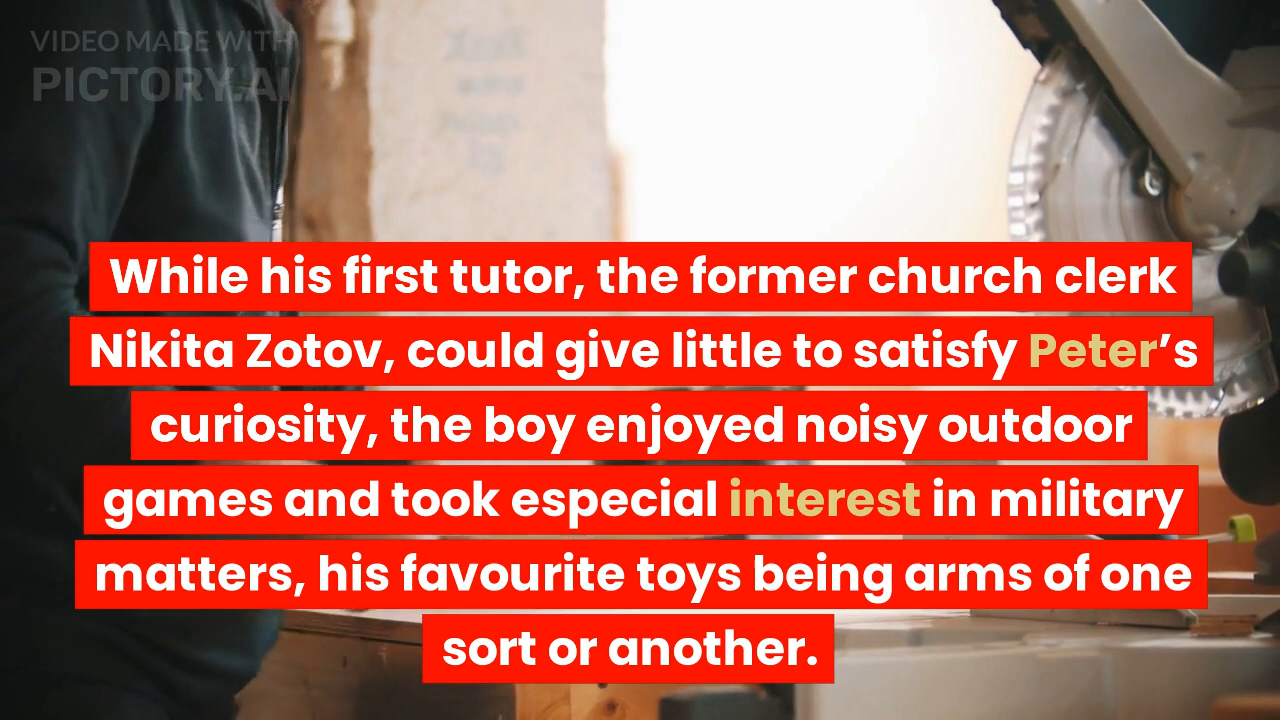 VIDEO MADE WITH
PICTORY.AI
While his first tutor, the former church clerk
Nikita Zotov, could give little to satisfy Peter’s
curiosity, the boy enjoyed noisy outdoor
games and took especial interest in military
matters, his favourite toys being arms of one
sort or another.